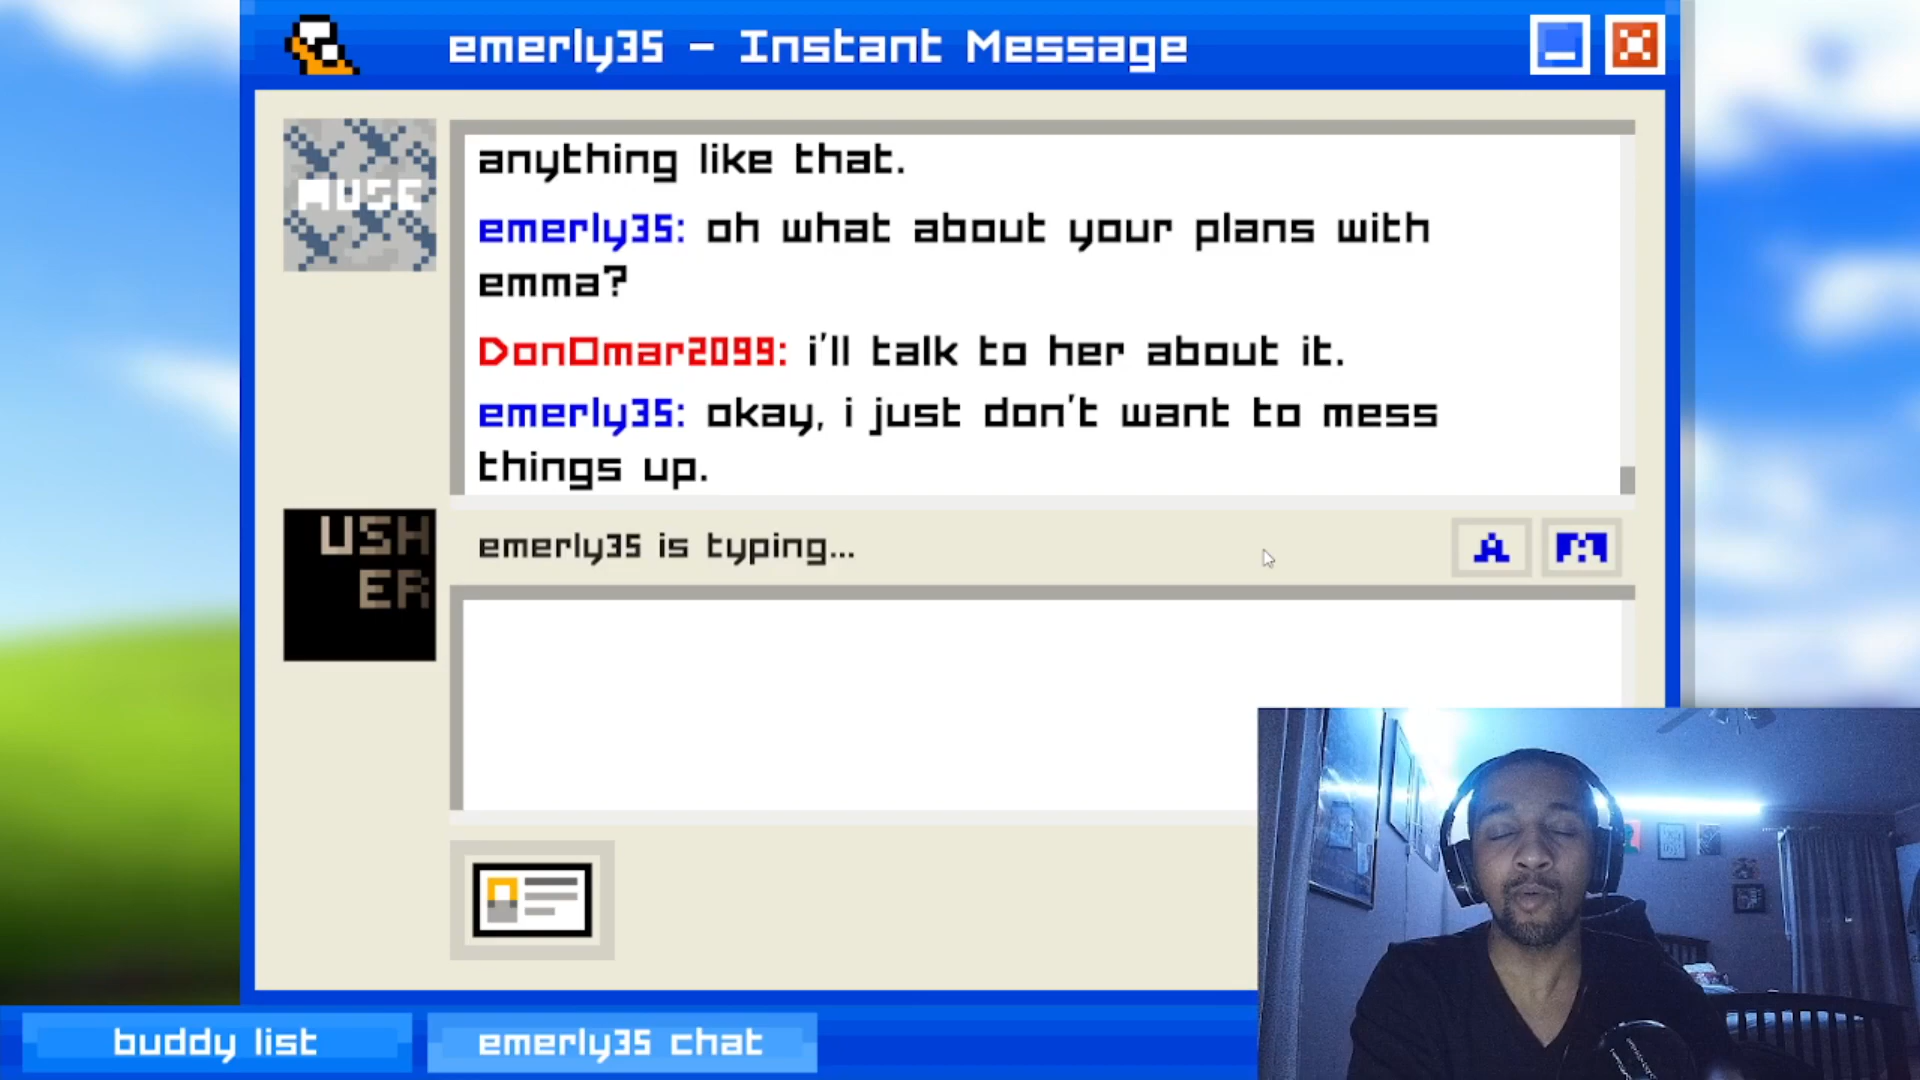 emerly35 - Instant Message
MUSE
anything like that.
emerly35: oh what about your plans with
emma?
DonOmar2099: i'll talk to her about it.
emerly35: okay, i just don't want to mess
things up.
USH
ER
emerly35 is typing...
A
buddy list
emerly35 chat